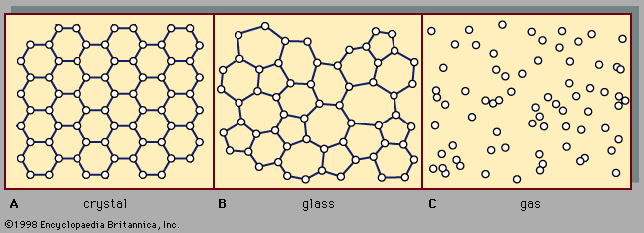 A crystal B glass C gas
©1998 Encyclopaedia Britannica, Inc.